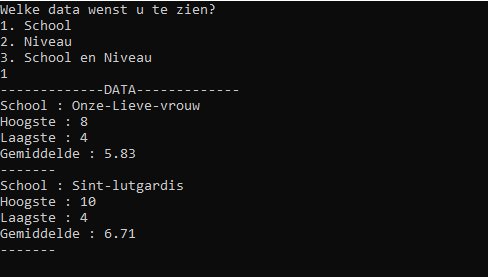 Welke data wenst u te zien?
1. School
2. Niveau
3. School en Niveau
1
-------------DATA-------------
School : Onze-Lieve-vrouw
Hoogste : 8
Laagste : 4
Gemiddelde : 5.83
-------
School : Sint-lutgardis
Hoogste : 10
Laagste : 4
Gemiddelde : 6.71
-------